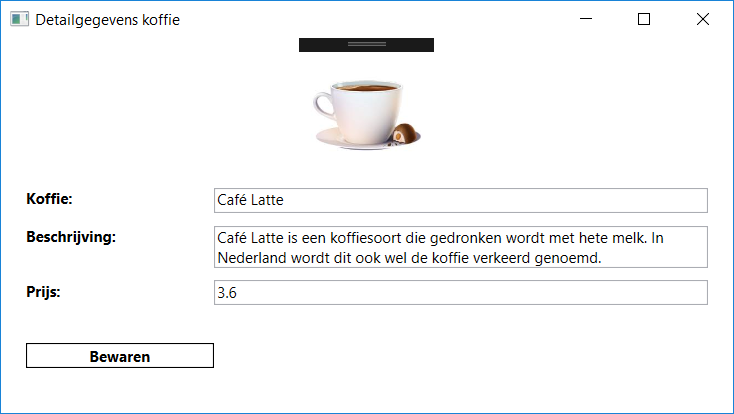 Detailgegevens koffie
Koffie:
Café Latte
Beschrijving:
Café Latte is een koffiesoort die gedronken wordt met hete melk. In
Nederland wordt dit ook wel de koffie verkeerd genoemd.
Prijs:
3.6
Bewaren